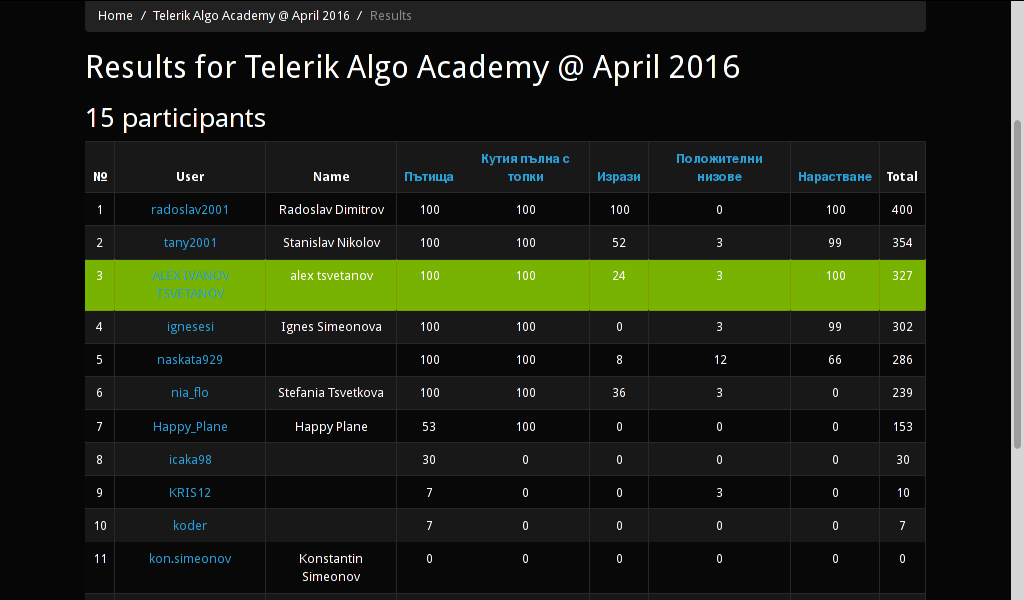 Home / Telerik Algo Academy @ April 2016 / Results
Results for Telerik Algo Academy @ April 2016
15 participants
№ User Name Пътища Кутия пълна с топки Изрази Положителни низове Нарастване Total
1 radoslav2001 Radoslav Dimitrov 100 100 100 0 100 400
2 tany2001 Stanislav Nikolov 100 100 52 3 99 354
3 ALEX IVANOV TSVETANOV alex tsvetanov 100 100 24 3 100 327
4 ignesesi Ignes Simeonova 100 100 0 3 99 302
5 naskata929 100 100 8 12 66 286
6 nia_flo Stefania Tsvetkova 100 100 36 3 0 239
7 Happy_Plane Happy Plane 53 100 0 0 0 153
8 icaka98 30 0 0 0 0 30
9 KRIS12 7 0 0 3 0 10
10 koder 7 0 0 0 0 7
11 kon.simeonov Konstantin Simeonov 0 0 0 0 0 0